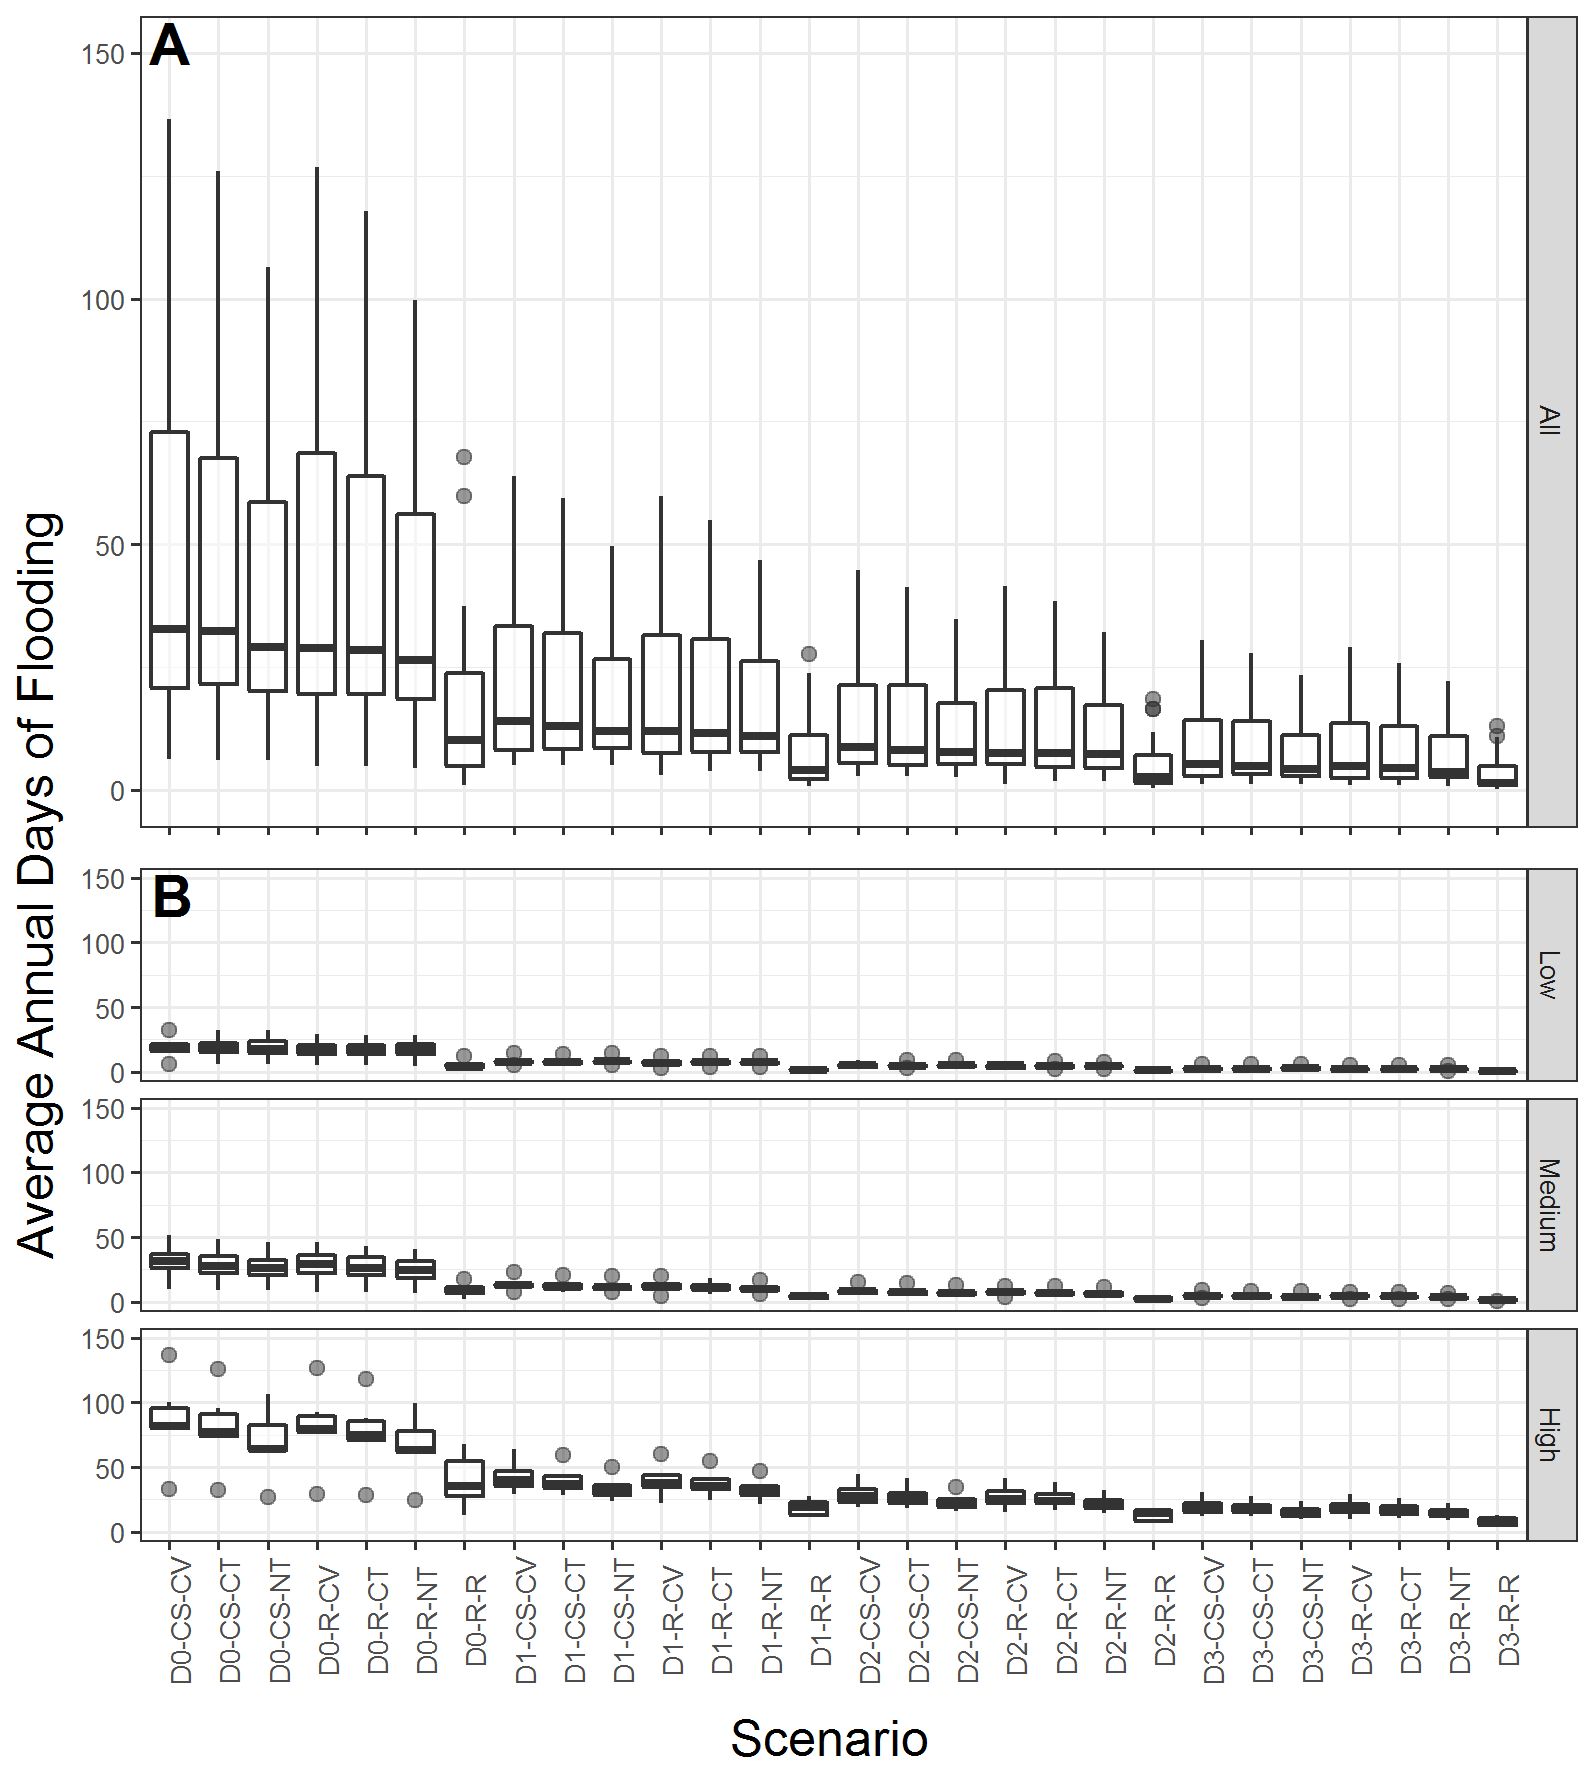 A
150
100
50
0
All
B
150
100
50
0
Low
150
100
50
0
Medium
150
100
50
0
High
Average Annual Days of Flooding
D0-CS-CV
D0-CS-CT
D0-CS-NT
D0-R-CV
D0-R-CT
D0-R-NT
D0-R-R
D1-CS-CV
D1-CS-CT
D1-CS-NT
D1-R-CV
D1-R-CT
D1-R-NT
D1-R-R
D2-CS-CV
D2-CS-CT
D2-CS-NT
D2-R-CV
D2-R-CT
D2-R-NT
D2-R-R
D3-CS-CV
D3-CS-CT
D3-CS-NT
D3-R-CV
D3-R-CT
D3-R-NT
D3-R-R
Scenario